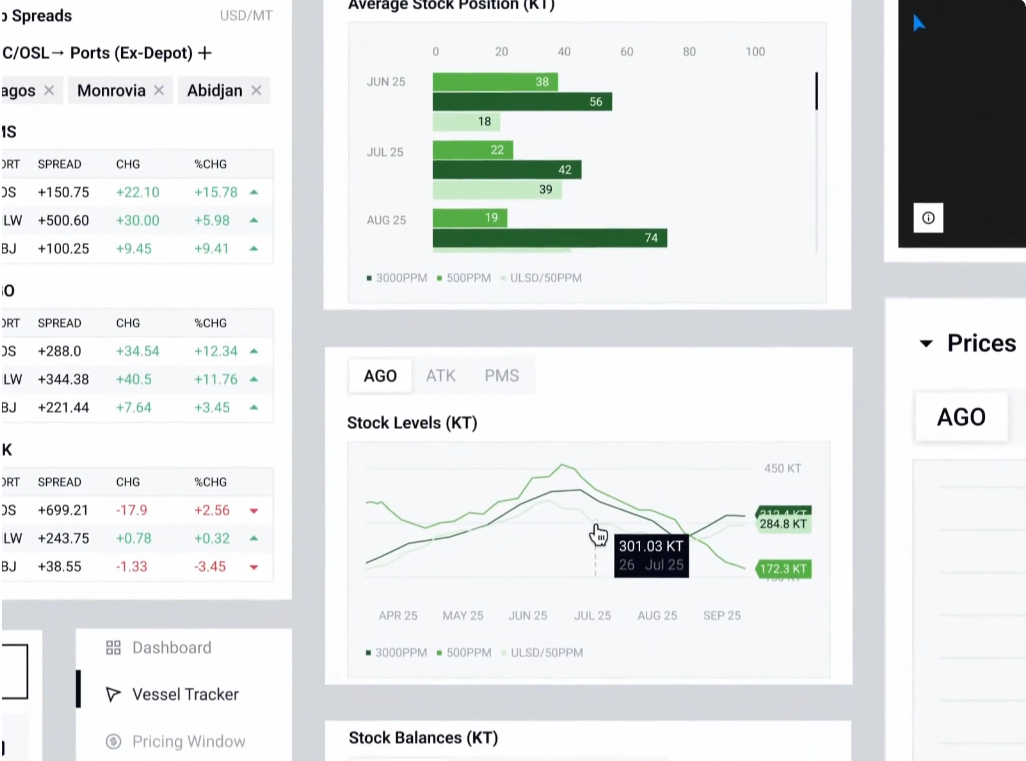 Spreads
USD/MT
C/OSL→ Ports (Ex-Depot) +
agos × Monrovia × Abidjan ×
MS
ORT SPREAD CHG %CHG
OS +150.75 +22.10 +15.78
LW +500.60 +30.00 +5.98
BJ +100.25 +9.45 +9.41
GO
ORT SPREAD CHG %CHG
OS +288.0 +34.54 +12.34
LW +344.38 +40.5 +11.76
BJ +221.44 +7.64 +3.45
K
ORT SPREAD CHG %CHG
OS +699.21 -17.9 +2.56
LW +243.75 +0.78 +0.32
BJ +38.55 -1.33 -3.45
Dashboard
Vessel Tracker
Pricing Window
Average Stock Position (KT)
0 20 40 60 80 100
JUN 25
38
56
18
JUL 25
22
42
39
AUG 25
19
74
3000PPM 500PPM ULSD/50PPM
AGO ATK PMS
Stock Levels (KT)
450 KT
312.4 KT
284.8 KT
301.03 KT
26 Jul 25
172.3 KT
APR 25 MAY 25 JUN 25 JUL 25 AUG 25 SEP 25
3000PPM 500PPM ULSD/50PPM
Stock Balances (KT)
Prices
AGO